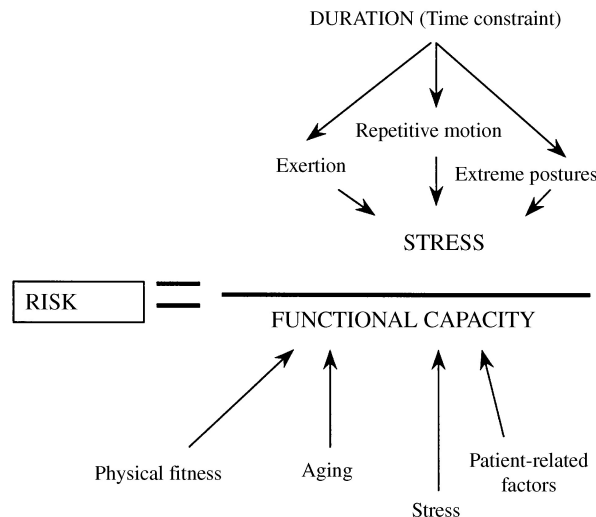 DURATION (Time constraint)
Repetitive motion
Exertion
Extreme postures
STRESS
RISK
FUNCTIONAL CAPACITY
Physical fitness
Aging
Patient-related
factors
Stress